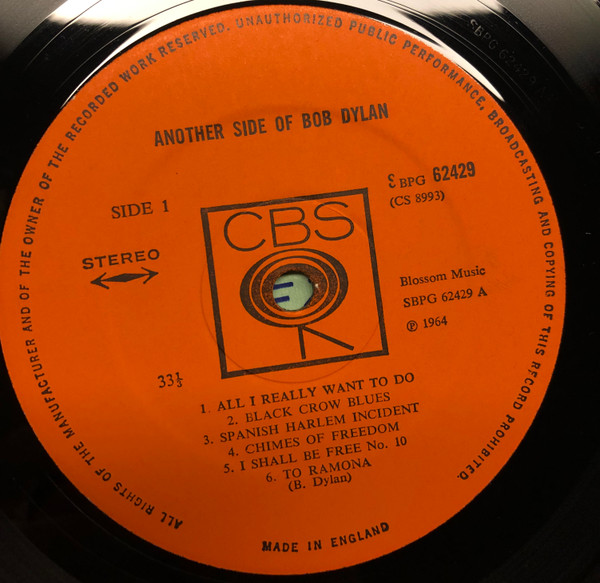 ALL RIGHTS OF THE MANUFACTURER AND OF THE OWNER OF THE RECORDED WORK RESERVED. UNAUTHORIZED PUBLIC PERFORMANCE, BROADCASTING AND COPYING OF THIS RECORD PROHIBITED.
ANOTHER SIDE OF BOB DYLAN
SBPG 62429
(CS 8993)
SIDE 1
CBS
STEREO
Blossom Music
SBPG 62429 A
℗ 1964
33⅓
1. ALL I REALLY WANT TO DO
2. BLACK CROW BLUES
3. SPANISH HARLEM INCIDENT
4. CHIMES OF FREEDOM
5. I SHALL BE FREE No. 10
6. TO RAMONA
(B. Dylan)
MADE IN ENGLAND